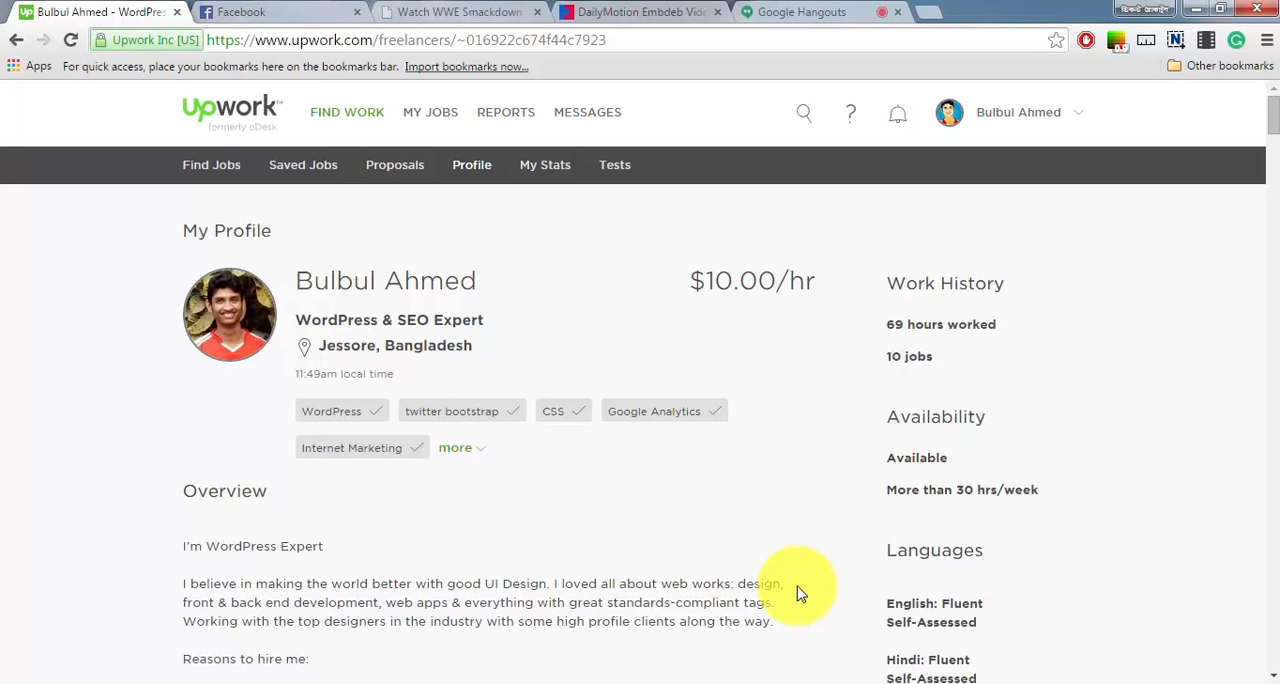 Bulbul Ahmed - WordPres
Facebook
Watch WWE Smackdown
DailyMotion Embdeb Vide
Google Hangouts
Upwork Inc [US] https://www.upwork.com/freelancers/~016922c674f44c7923
Apps For quick access, place your bookmarks here on the bookmarks bar. Import bookmarks now... Other bookmarks
Upwork™ FIND WORK MY JOBS REPORTS MESSAGES ? Bulbul Ahmed
formerly oDesk
Find Jobs Saved Jobs Proposals Profile My Stats Tests
My Profile
Bulbul Ahmed $10.00/hr
WordPress & SEO Expert
Jessore, Bangladesh
11:49am local time
WordPress twitter bootstrap CSS Google Analytics
Internet Marketing more
Overview
I'm WordPress Expert
I believe in making the world better with good UI Design. I loved all about web works: design,
front & back end development, web apps & everything with great standards-compliant tags.
Working with the top designers in the industry with some high profile clients along the way.
Reasons to hire me:
Work History
69 hours worked
10 jobs
Availability
Available
More than 30 hrs/week
Languages
English: Fluent
Self-Assessed
Hindi: Fluent
Self-Assessed